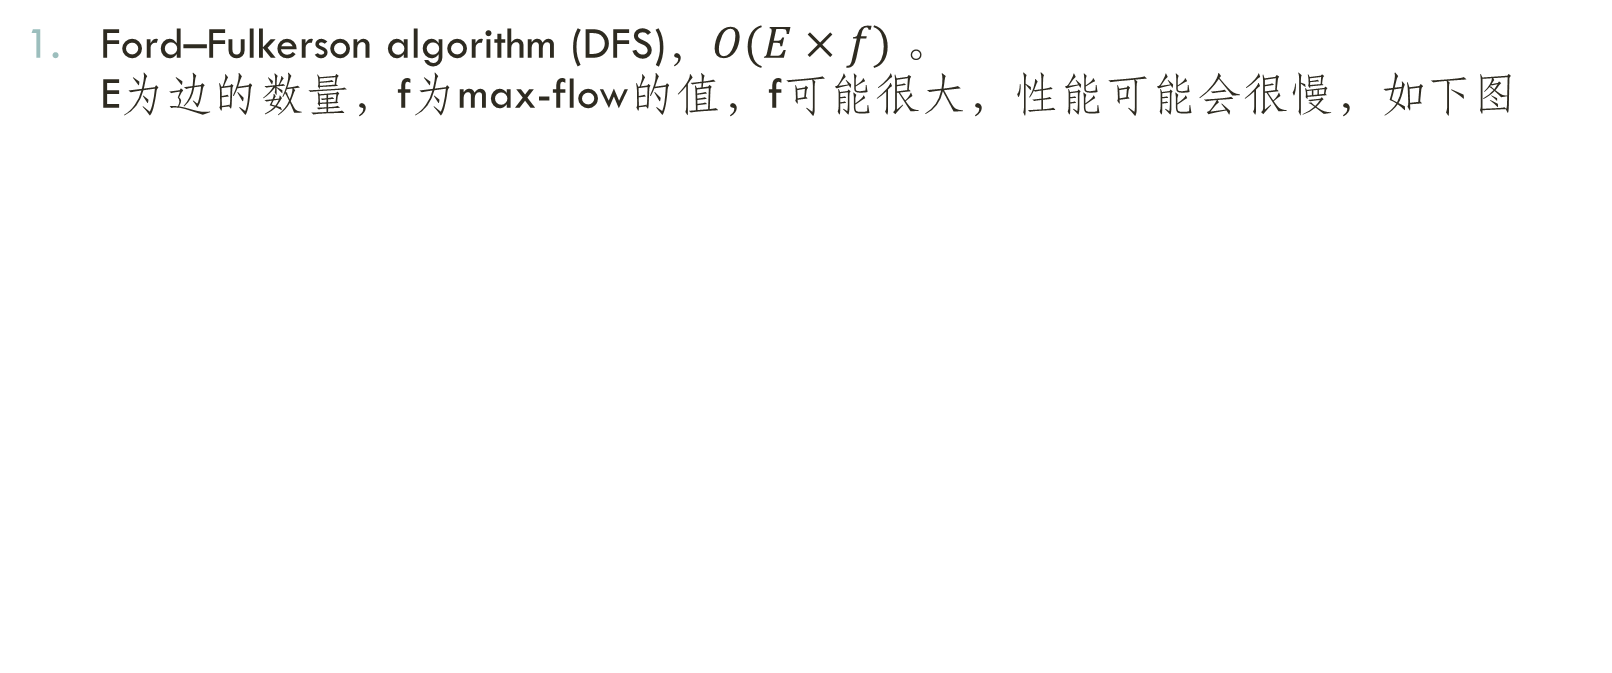 1. Ford–Fulkerson algorithm (DFS)，O(E × f) 。
E为边的数量，f为max-flow的值，f可能很大，性能可能会很慢，如下图